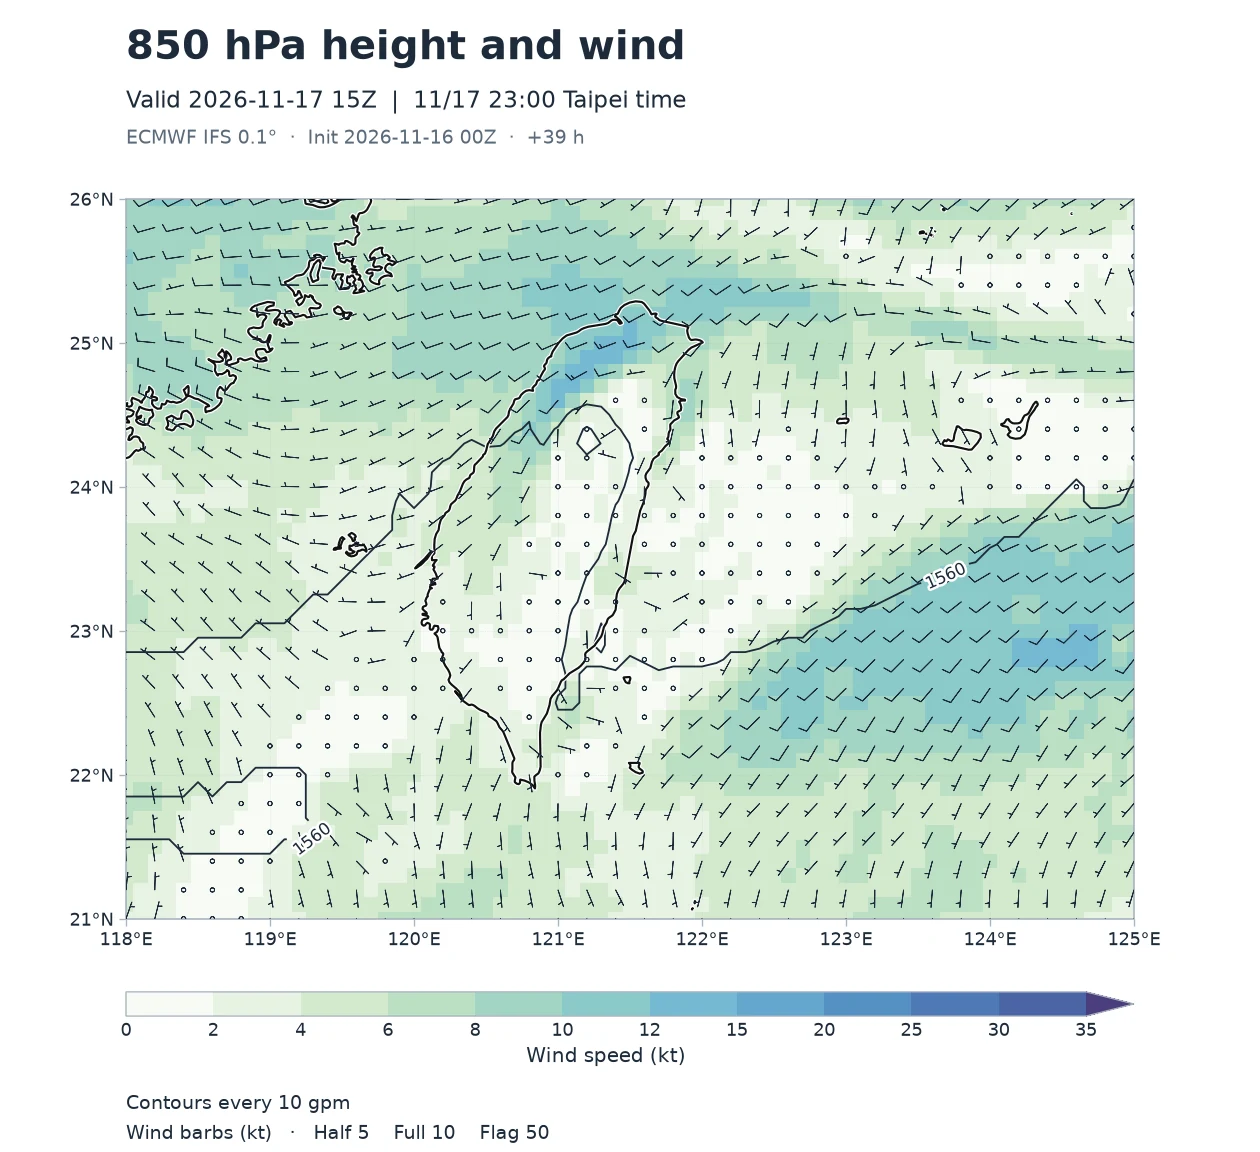 850 hPa height and wind
Valid 2026-11-17 15Z | 11/17 23:00 Taipei time
ECMWF IFS 0.1° · Init 2026-11-16 00Z · +39 h
26°N
25°N
24°N
23°N
22°N
21°N
1560
1560
118°E 119°E 120°E 121°E 122°E 123°E 124°E 125°E
0 2 4 6 8 10 12 15 20 25 30 35
Wind speed (kt)
Contours every 10 gpm
Wind barbs (kt) · Half 5 Full 10 Flag 50